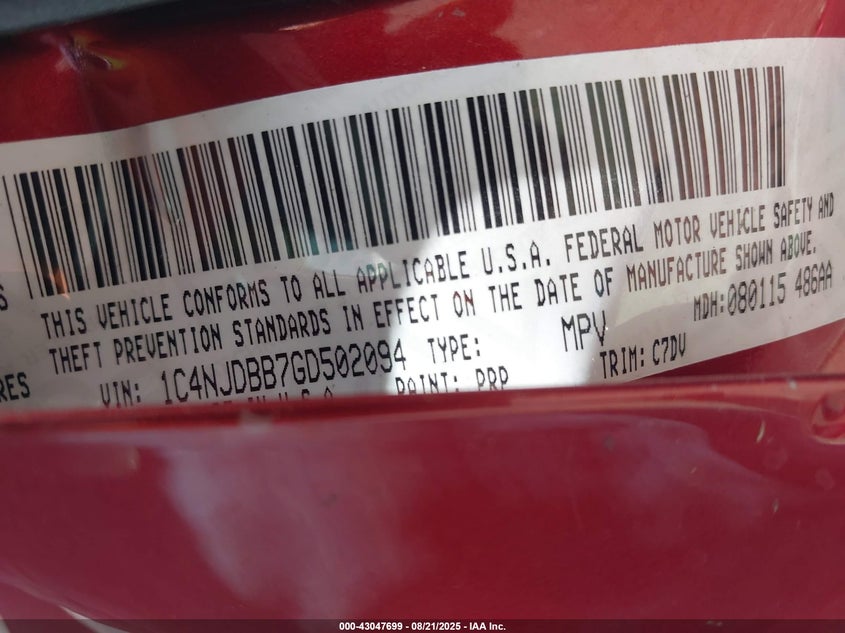 THIS VEHICLE CONFORMS TO ALL APPLICABLE U.S.A. FEDERAL MOTOR VEHICLE SAFETY AND
THEFT PREVENTION STANDARDS IN EFFECT ON THE DATE OF MANUFACTURE SHOWN ABOVE.
RES VIN: 1C4NJDBB7GD502094 TYPE: MPV MDH:080115 486AA
PAINT: PRP TRIM: C7DV
000-43047699 - 08/21/2025 - IAA Inc.